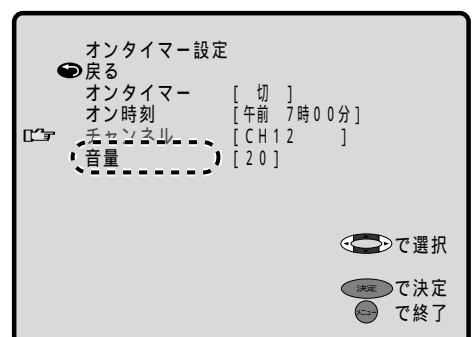 オンタイマー設定
戻る
オンタイマー [ 切 ]
オン時刻 [午前 7時00分]
チャンネル [CH12 ]
音量 [20]
で選択
決定 で決定
メニュー で終了